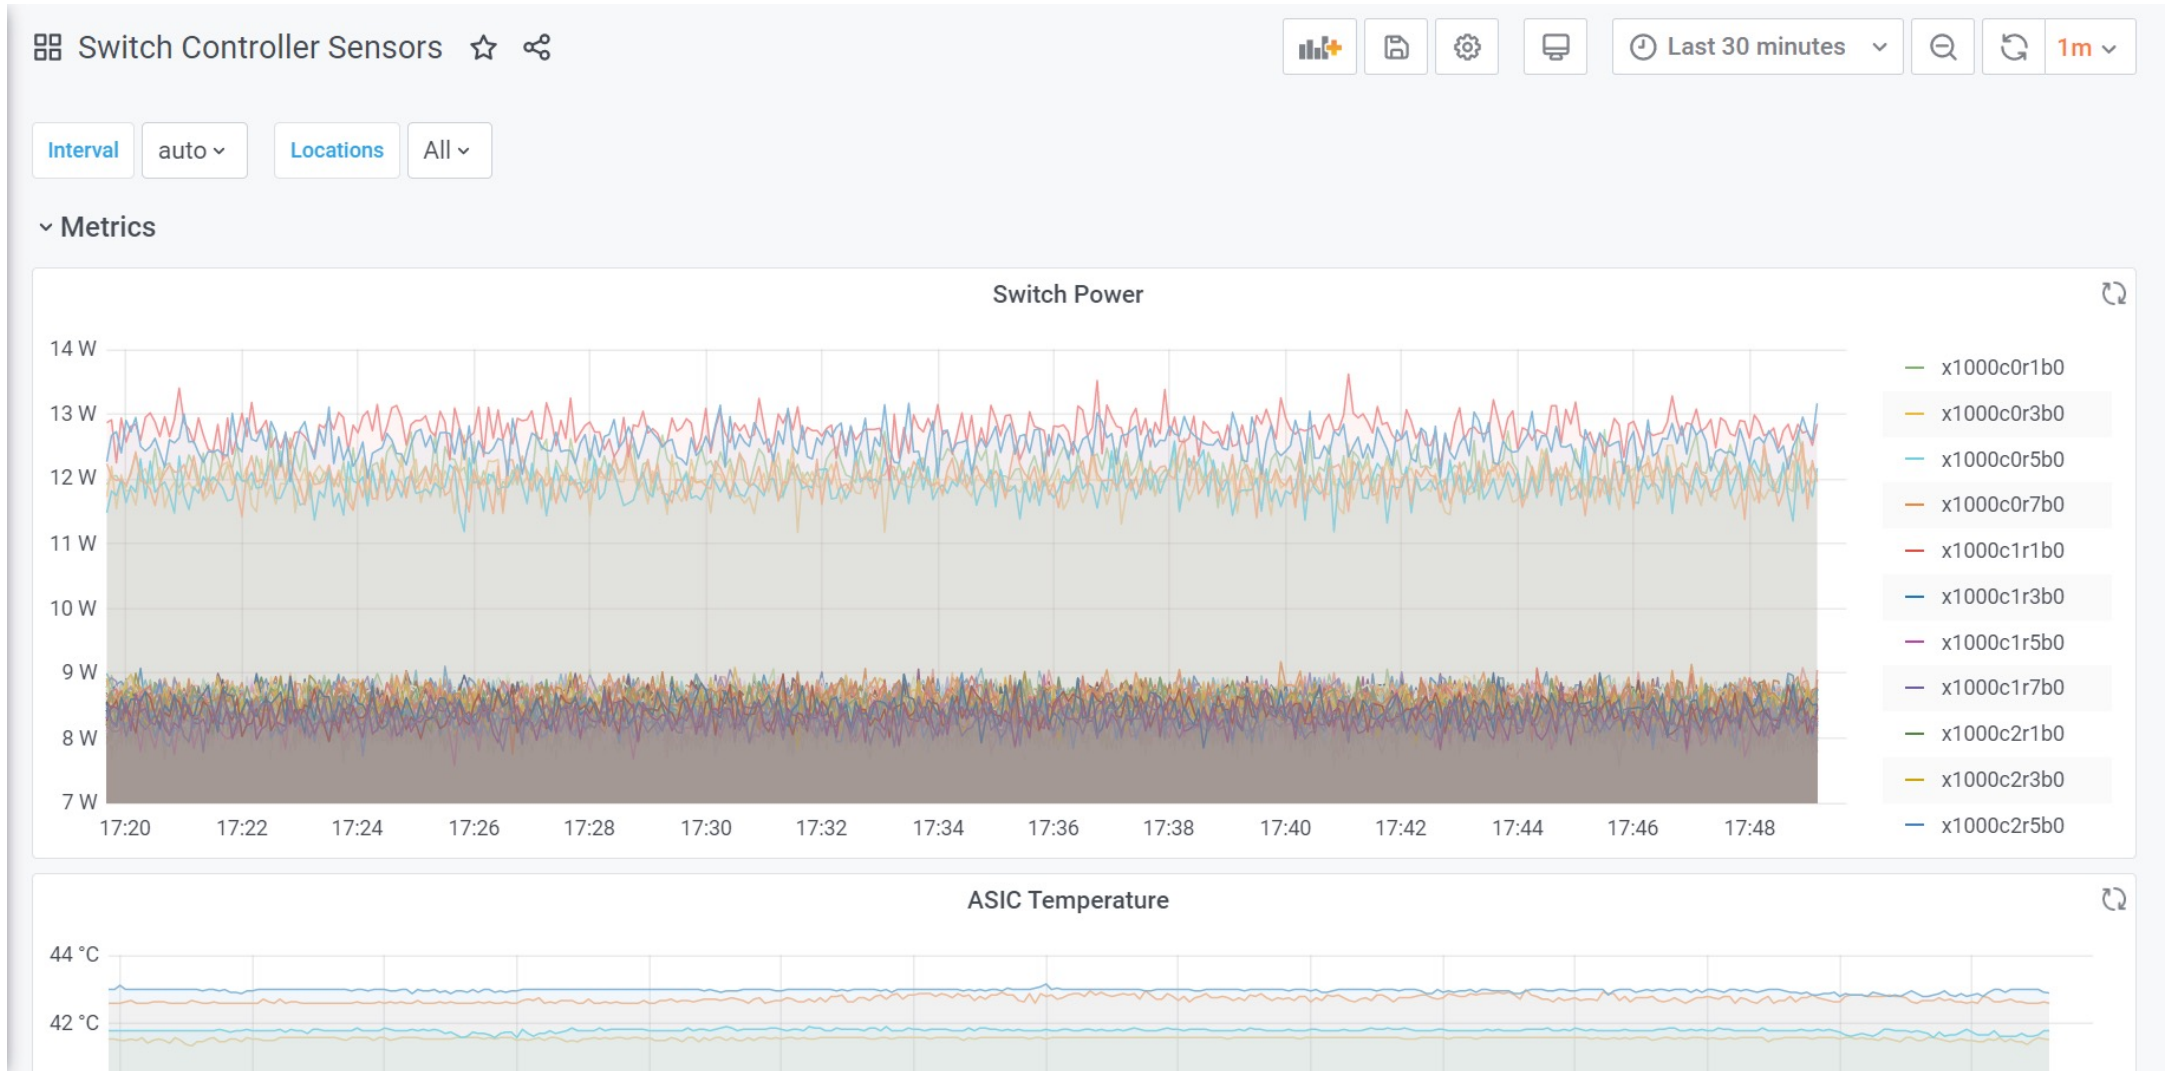 Switch Controller Sensors
Last 30 minutes
1m
Interval auto Locations All
Metrics
Switch Power
14 W
13 W
12 W
11 W
10 W
9 W
8 W
7 W
17:20 17:22 17:24 17:26 17:28 17:30 17:32 17:34 17:36 17:38 17:40 17:42 17:44 17:46 17:48
x1000c0r1b0
x1000c0r3b0
x1000c0r5b0
x1000c0r7b0
x1000c1r1b0
x1000c1r3b0
x1000c1r5b0
x1000c1r7b0
x1000c2r1b0
x1000c2r3b0
x1000c2r5b0
ASIC Temperature
44 °C
42 °C